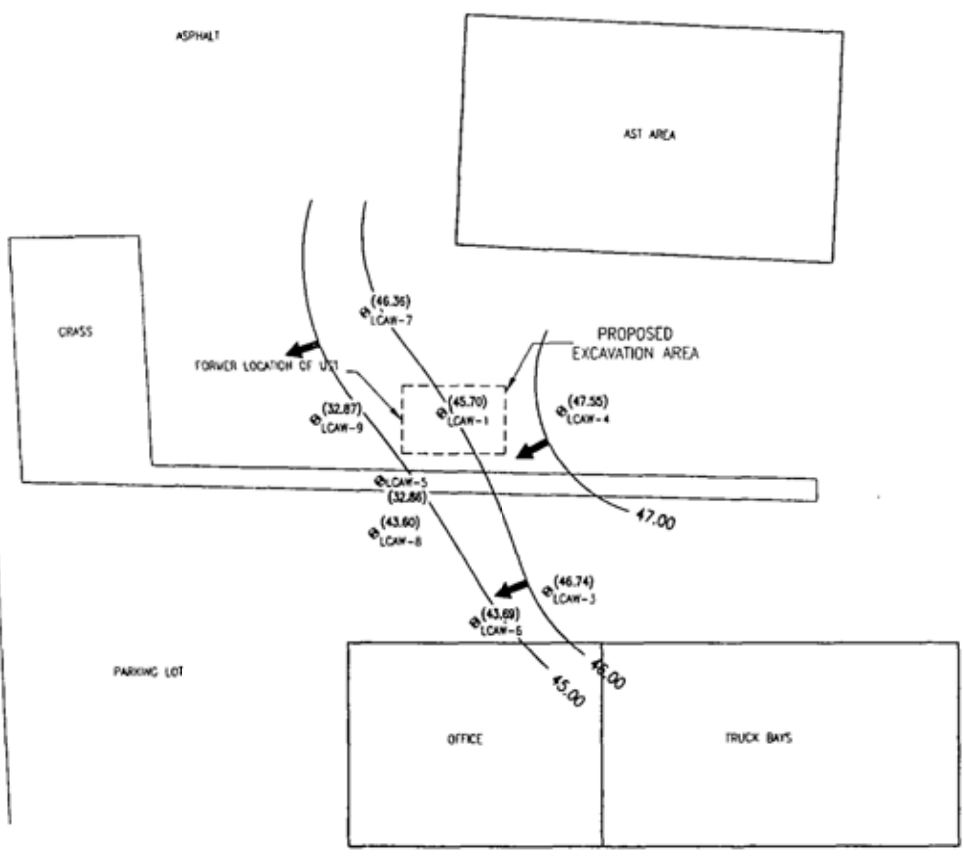 ASPHALT
AST AREA
(46.36)
LCAW-7
GRASS
PROPOSED
EXCAVATION AREA
FORMER LOCATION OF UST
(32.87)
LCAW-9
(45.70)
LCAW-1
(47.55)
LCAW-4
LCAW-5
(32.86)
(43.60)
LCAW-8
47.00
(46.74)
LCAW-3
(43.69)
LCAW-6
PARKING LOT
46.00
45.00
OFFICE
TRUCK BAYS